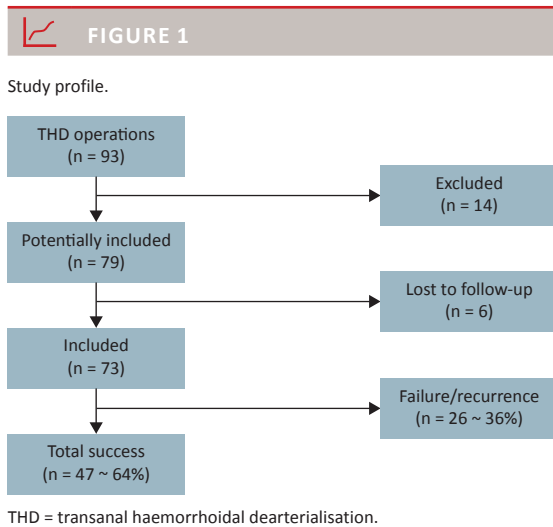 FIGURE 1
Study profile.
THD operations
(n = 93)
Excluded
(n = 14)
Potentially included
(n = 79)
Lost to follow-up
(n = 6)
Included
(n = 73)
Failure/recurrence
(n = 26 ~ 36%)
Total success
(n = 47 ~ 64%)
THD = transanal haemorrhoidal dearterialisation.